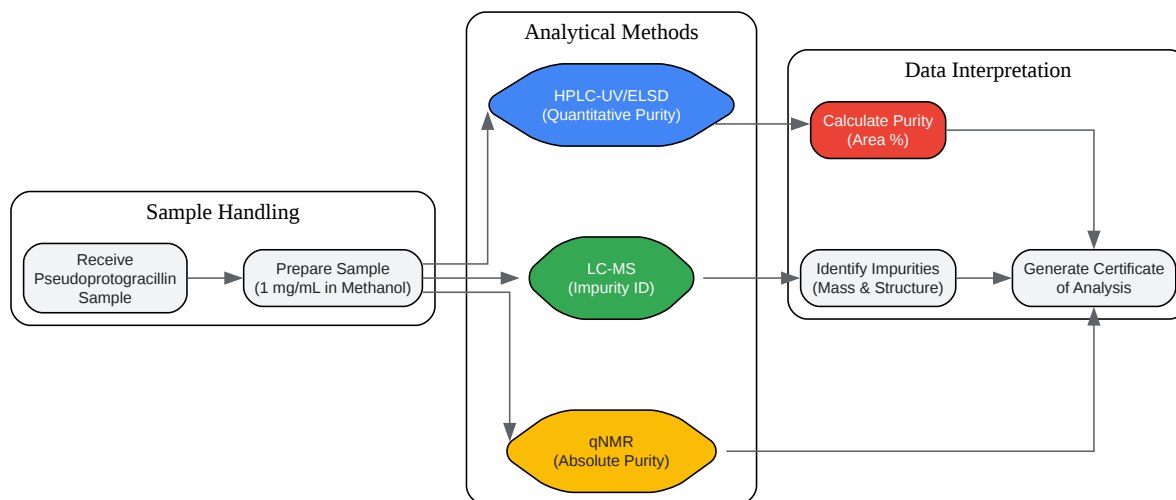 Sample Handling
Receive
Pseudoprotogracillin
Sample
Prepare Sample
(1 mg/mL in Methanol)
Analytical Methods
HPLC-UV/ELSD
(Quantitative Purity)
LC-MS
(Impurity ID)
qNMR
(Absolute Purity)
Data Interpretation
Calculate Purity
(Area %)
Identify Impurities
(Mass & Structure)
Generate Certificate
of Analysis